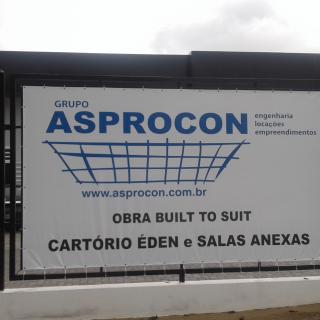 GRUPO
ASPROCON
engenharia
locações
empreendimentos
www.asprocon.com.br
OBRA BUILT TO SUIT
CARTÓRIO ÉDEN e SALAS ANEXAS